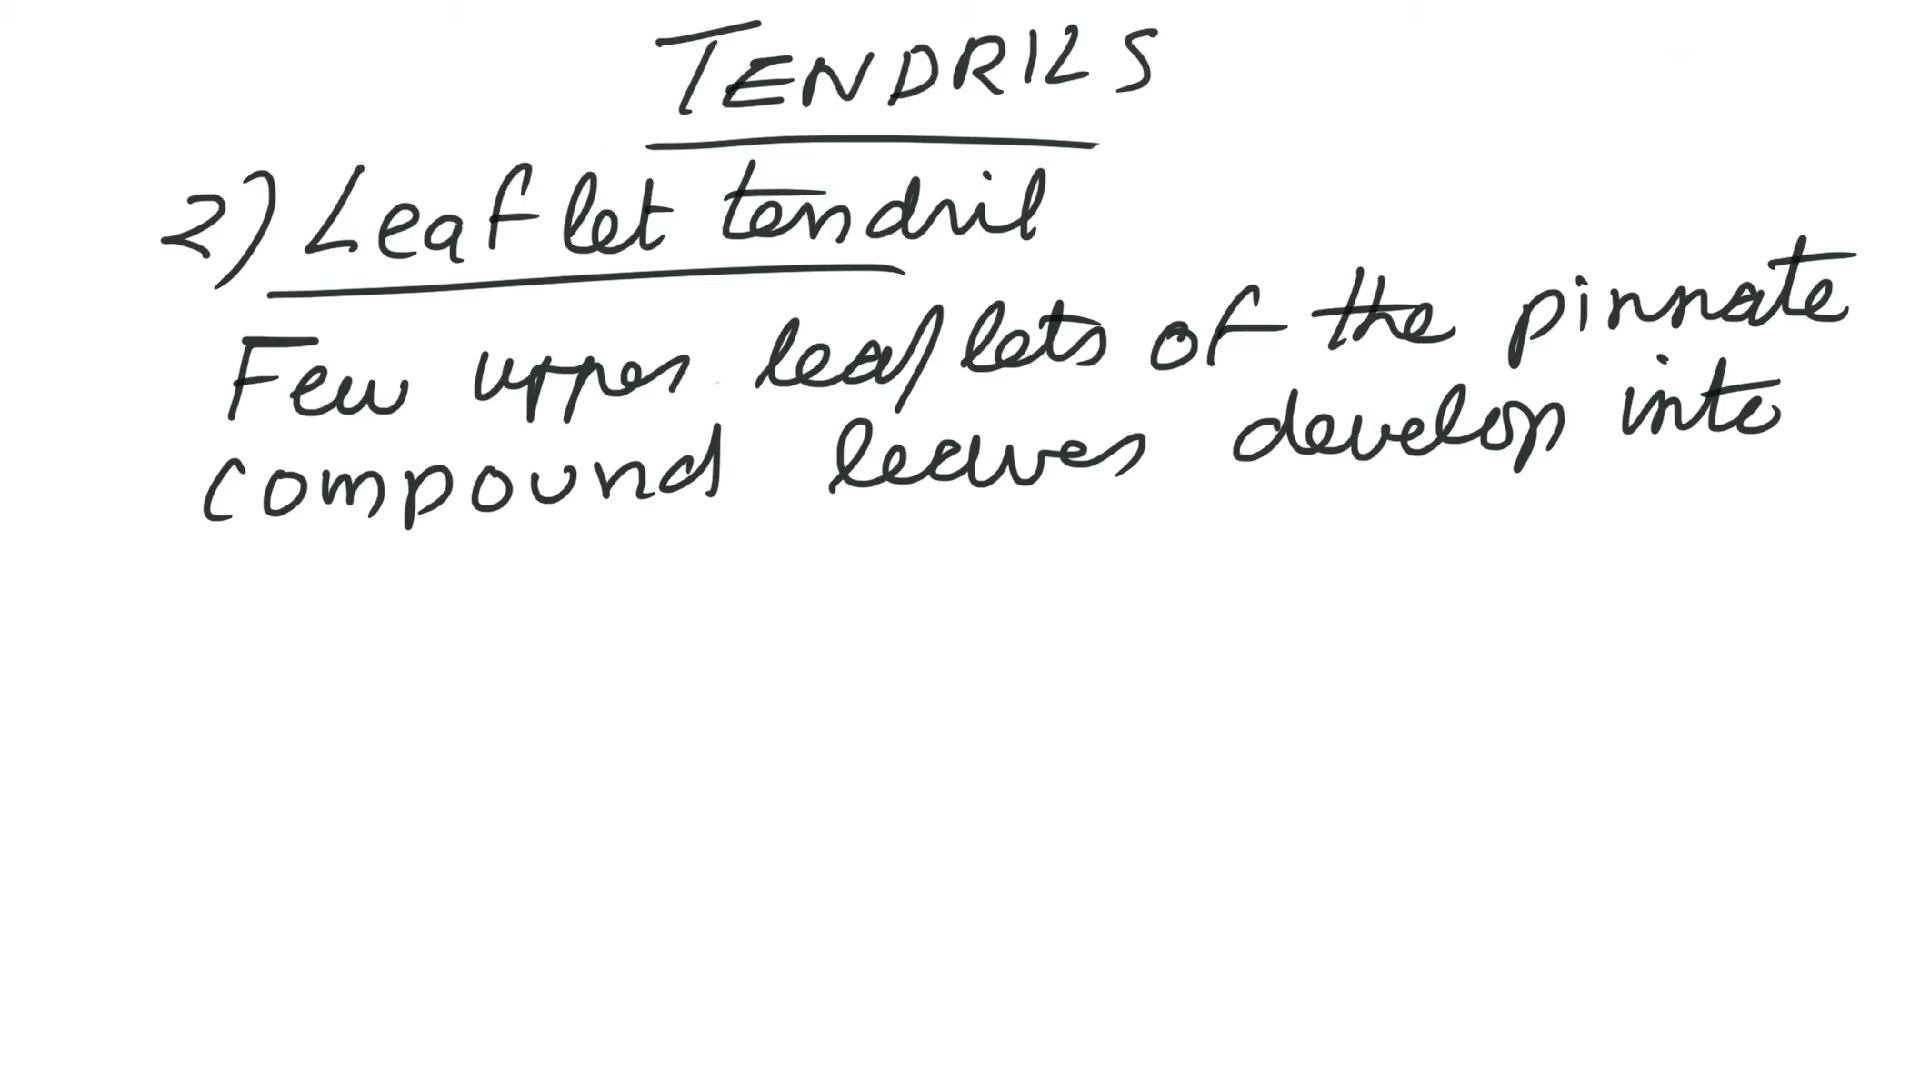 TENDRILS
2) Leaflet tendril
Few upper leaflets of the pinnate
compound leaves develop into